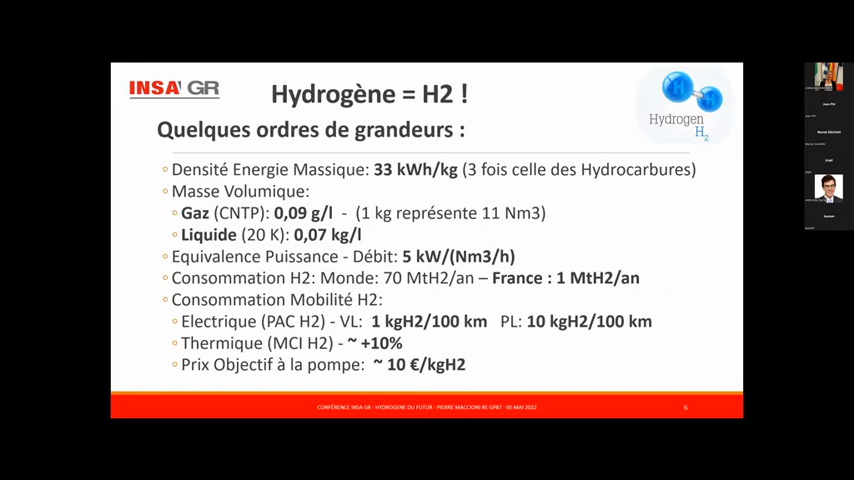 INSA GR
Hydrogène = H2 !
Hydrogen
H2
Quelques ordres de grandeurs :
Densité Energie Massique: 33 kWh/kg (3 fois celle des Hydrocarbures)
Masse Volumique:
Gaz (CNTP): 0,09 g/l - (1 kg représente 11 Nm3)
Liquide (20 K): 0,07 kg/l
Equivalence Puissance - Débit: 5 kW/(Nm3/h)
Consommation H2: Monde: 70 MtH2/an – France : 1 MtH2/an
Consommation Mobilité H2:
Electrique (PAC H2) - VL: 1 kgH2/100 km PL: 10 kgH2/100 km
Thermique (MCI H2) - ~ +10%
Prix Objectif à la pompe: ~ 10 €/kgH2
CONFÉRENCE INSA GR - HYDROGENE DU FUTUR - PIERRE MACCIONI RE GPR7 - 05 MAI 2022
6